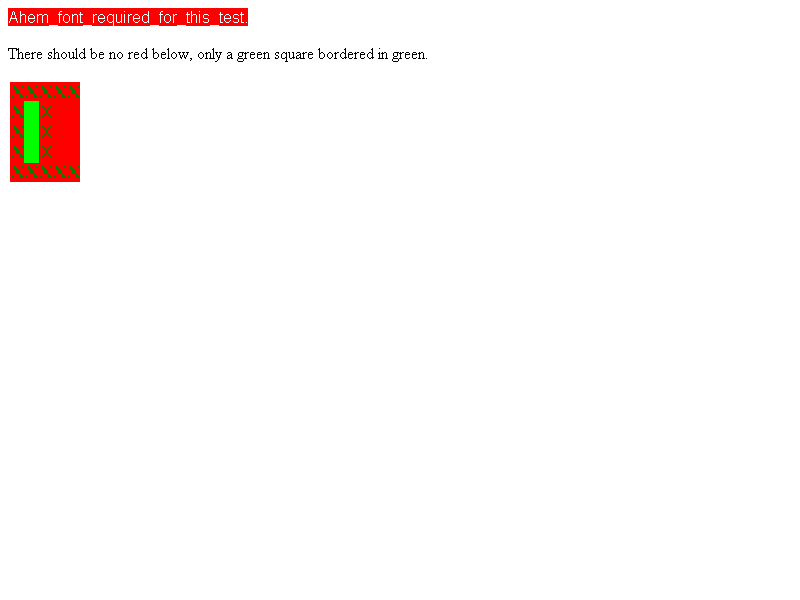 Ahem_font_required_for_this_test.
There should be no red below, only a green square bordered in green.
XXXXX
X X
X X
X X
XXXXX